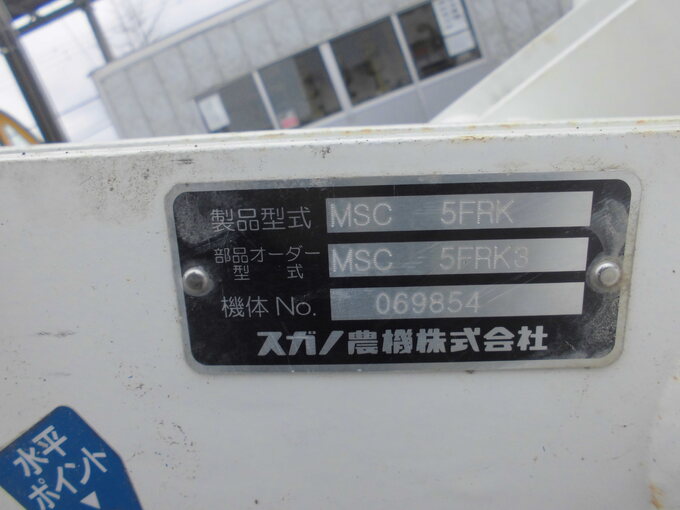 製品型式 MSC 5FRK
部品オーダー型式 MSC 5FRK3
機体No. 069854
スガノ農機株式会社
水平
ポイント